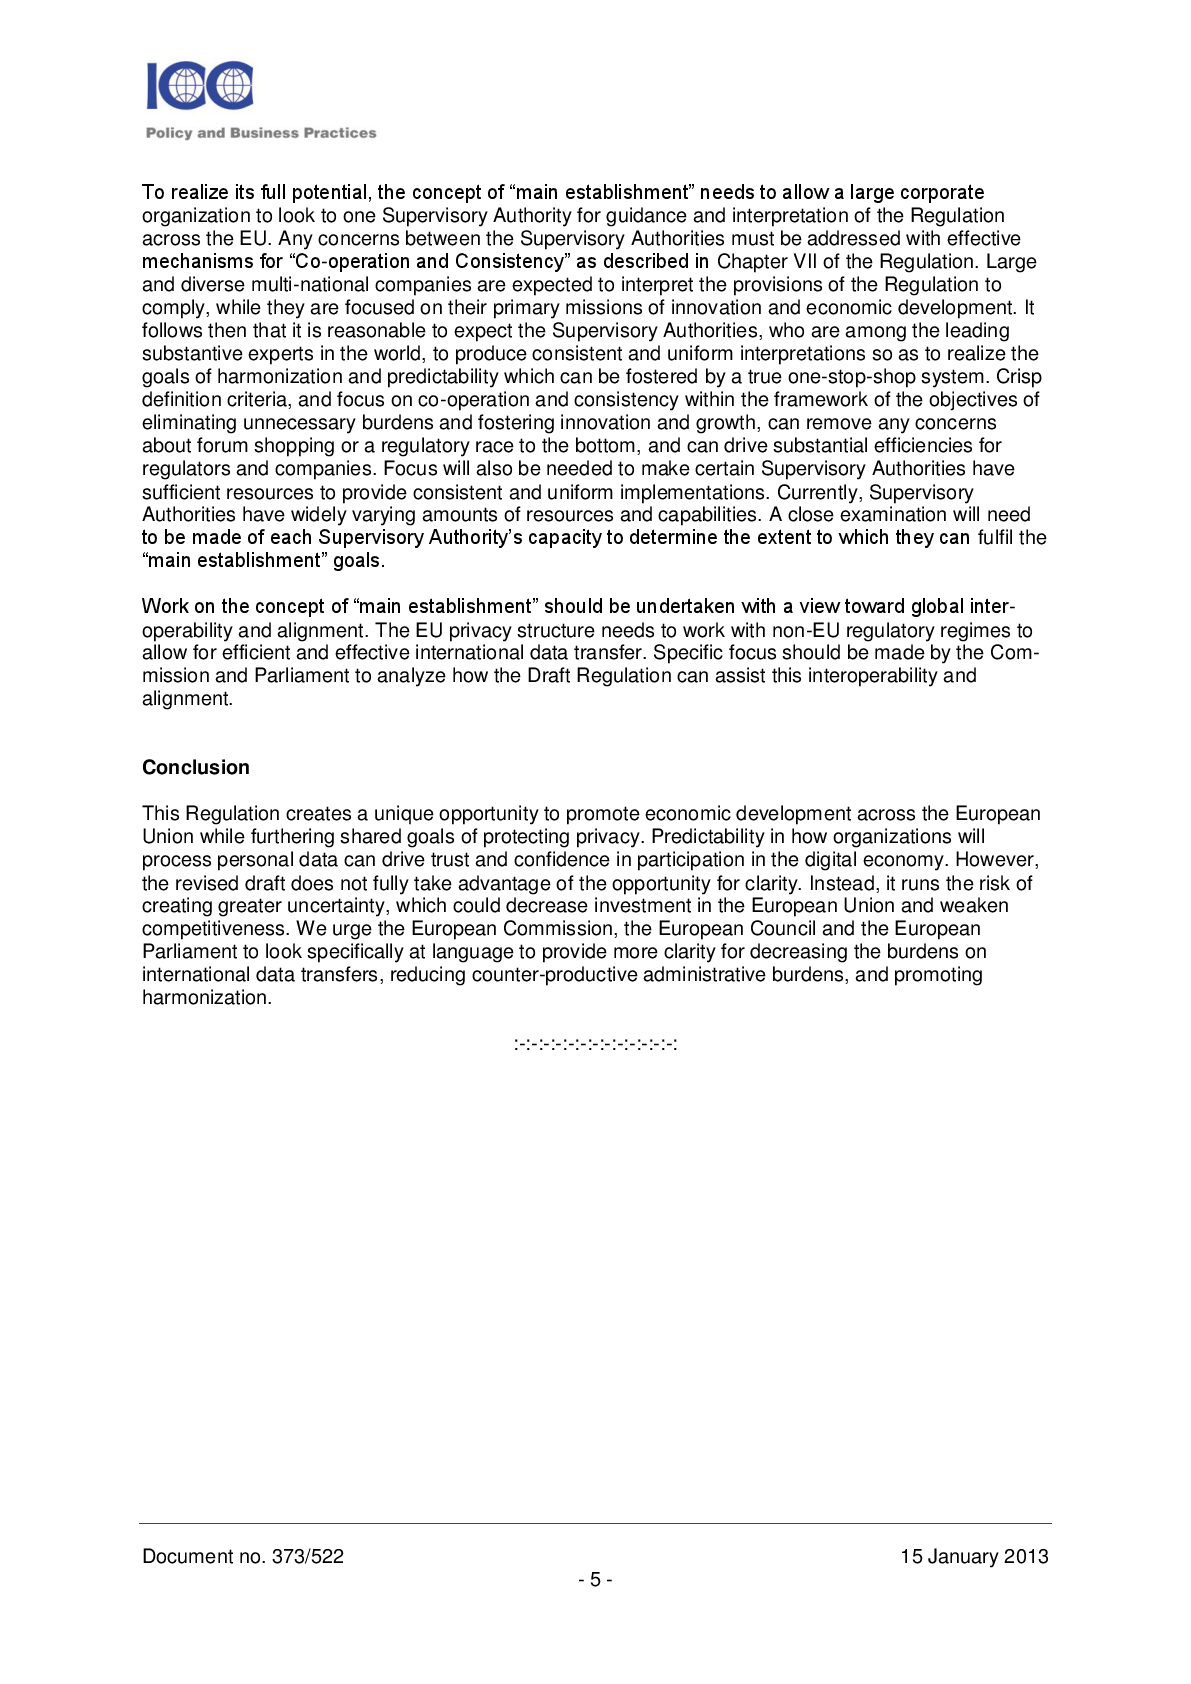 ICC
Policy and Business Practices
To realize its full potential, the concept of “main establishment” needs to allow a large corporate
organization to look to one Supervisory Authority for guidance and interpretation of the Regulation
across the EU. Any concerns between the Supervisory Authorities must be addressed with effective
mechanisms for “Co-operation and Consistency” as described in Chapter VII of the Regulation. Large
and diverse multi-national companies are expected to interpret the provisions of the Regulation to
comply, while they are focused on their primary missions of innovation and economic development. It
follows then that it is reasonable to expect the Supervisory Authorities, who are among the leading
substantive experts in the world, to produce consistent and uniform interpretations so as to realize the
goals of harmonization and predictability which can be fostered by a true one-stop-shop system. Crisp
definition criteria, and focus on co-operation and consistency within the framework of the objectives of
eliminating unnecessary burdens and fostering innovation and growth, can remove any concerns
about forum shopping or a regulatory race to the bottom, and can drive substantial efficiencies for
regulators and companies. Focus will also be needed to make certain Supervisory Authorities have
sufficient resources to provide consistent and uniform implementations. Currently, Supervisory
Authorities have widely varying amounts of resources and capabilities. A close examination will need
to be made of each Supervisory Authority’s capacity to determine the extent to which they can fulfil the
“main establishment” goals.
Work on the concept of “main establishment” should be undertaken with a view toward global inter-
operability and alignment. The EU privacy structure needs to work with non-EU regulatory regimes to
allow for efficient and effective international data transfer. Specific focus should be made by the Com-
mission and Parliament to analyze how the Draft Regulation can assist this interoperability and
alignment.
Conclusion
This Regulation creates a unique opportunity to promote economic development across the European
Union while furthering shared goals of protecting privacy. Predictability in how organizations will
process personal data can drive trust and confidence in participation in the digital economy. However,
the revised draft does not fully take advantage of the opportunity for clarity. Instead, it runs the risk of
creating greater uncertainty, which could decrease investment in the European Union and weaken
competitiveness. We urge the European Commission, the European Council and the European
Parliament to look specifically at language to provide more clarity for decreasing the burdens on
international data transfers, reducing counter-productive administrative burdens, and promoting
harmonization.
:-:-:-:-:-:-:-:-:-:-:-:-:-:
Document no. 373/522 15 January 2013
- 5 -